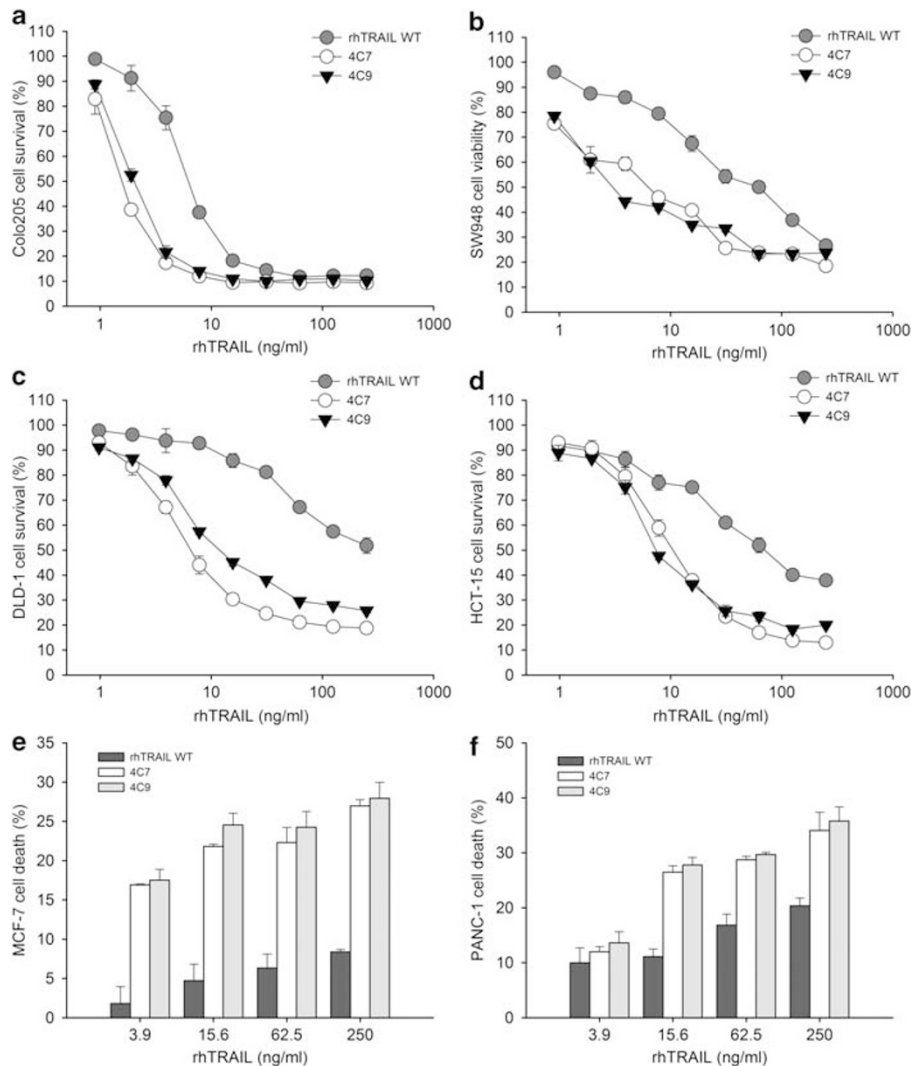 a
110
100
90
80
70
60
50
40
30
20
10
0
Colo205 cell survival (%)
1 10 100 1000
rhTRAIL (ng/ml)
rhTRAIL WT
4C7
4C9
b
110
100
90
80
70
60
50
40
30
20
10
0
SW948 cell viability (%)
1 10 100 1000
rhTRAIL (ng/ml)
rhTRAIL WT
4C7
4C9
c
110
100
90
80
70
60
50
40
30
20
10
0
DLD-1 cell survival (%)
1 10 100 1000
rhTRAIL (ng/ml)
rhTRAIL WT
4C7
4C9
d
110
100
90
80
70
60
50
40
30
20
10
0
HCT-15 cell survival (%)
1 10 100 1000
rhTRAIL (ng/ml)
rhTRAIL WT
4C7
4C9
e
35
30
25
20
15
10
5
0
MCF-7 cell death (%)
3.9 15.6 62.5 250
rhTRAIL (ng/ml)
rhTRAIL WT
4C7
4C9
f
50
40
30
20
10
0
PANC-1 cell death (%)
3.9 15.6 62.5 250
rhTRAIL (ng/ml)
rhTRAIL WT
4C7
4C9